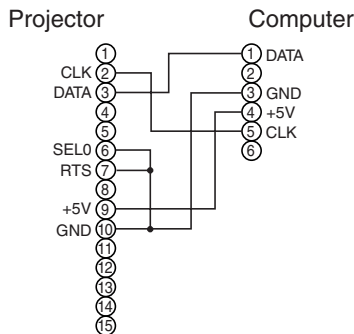 Projector
1
CLK 2
DATA 3
4
5
SEL0 6
RTS 7
8
+5V 9
GND 10
11
12
13
14
15
Computer
1 DATA
2
3 GND
4 +5V
5 CLK
6